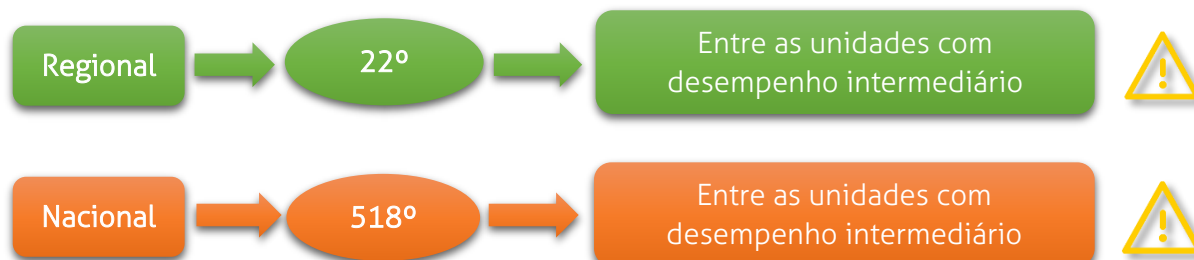 Regional
22º
Entre as unidades com
desempenho intermediário
Nacional
518º
Entre as unidades com
desempenho intermediário